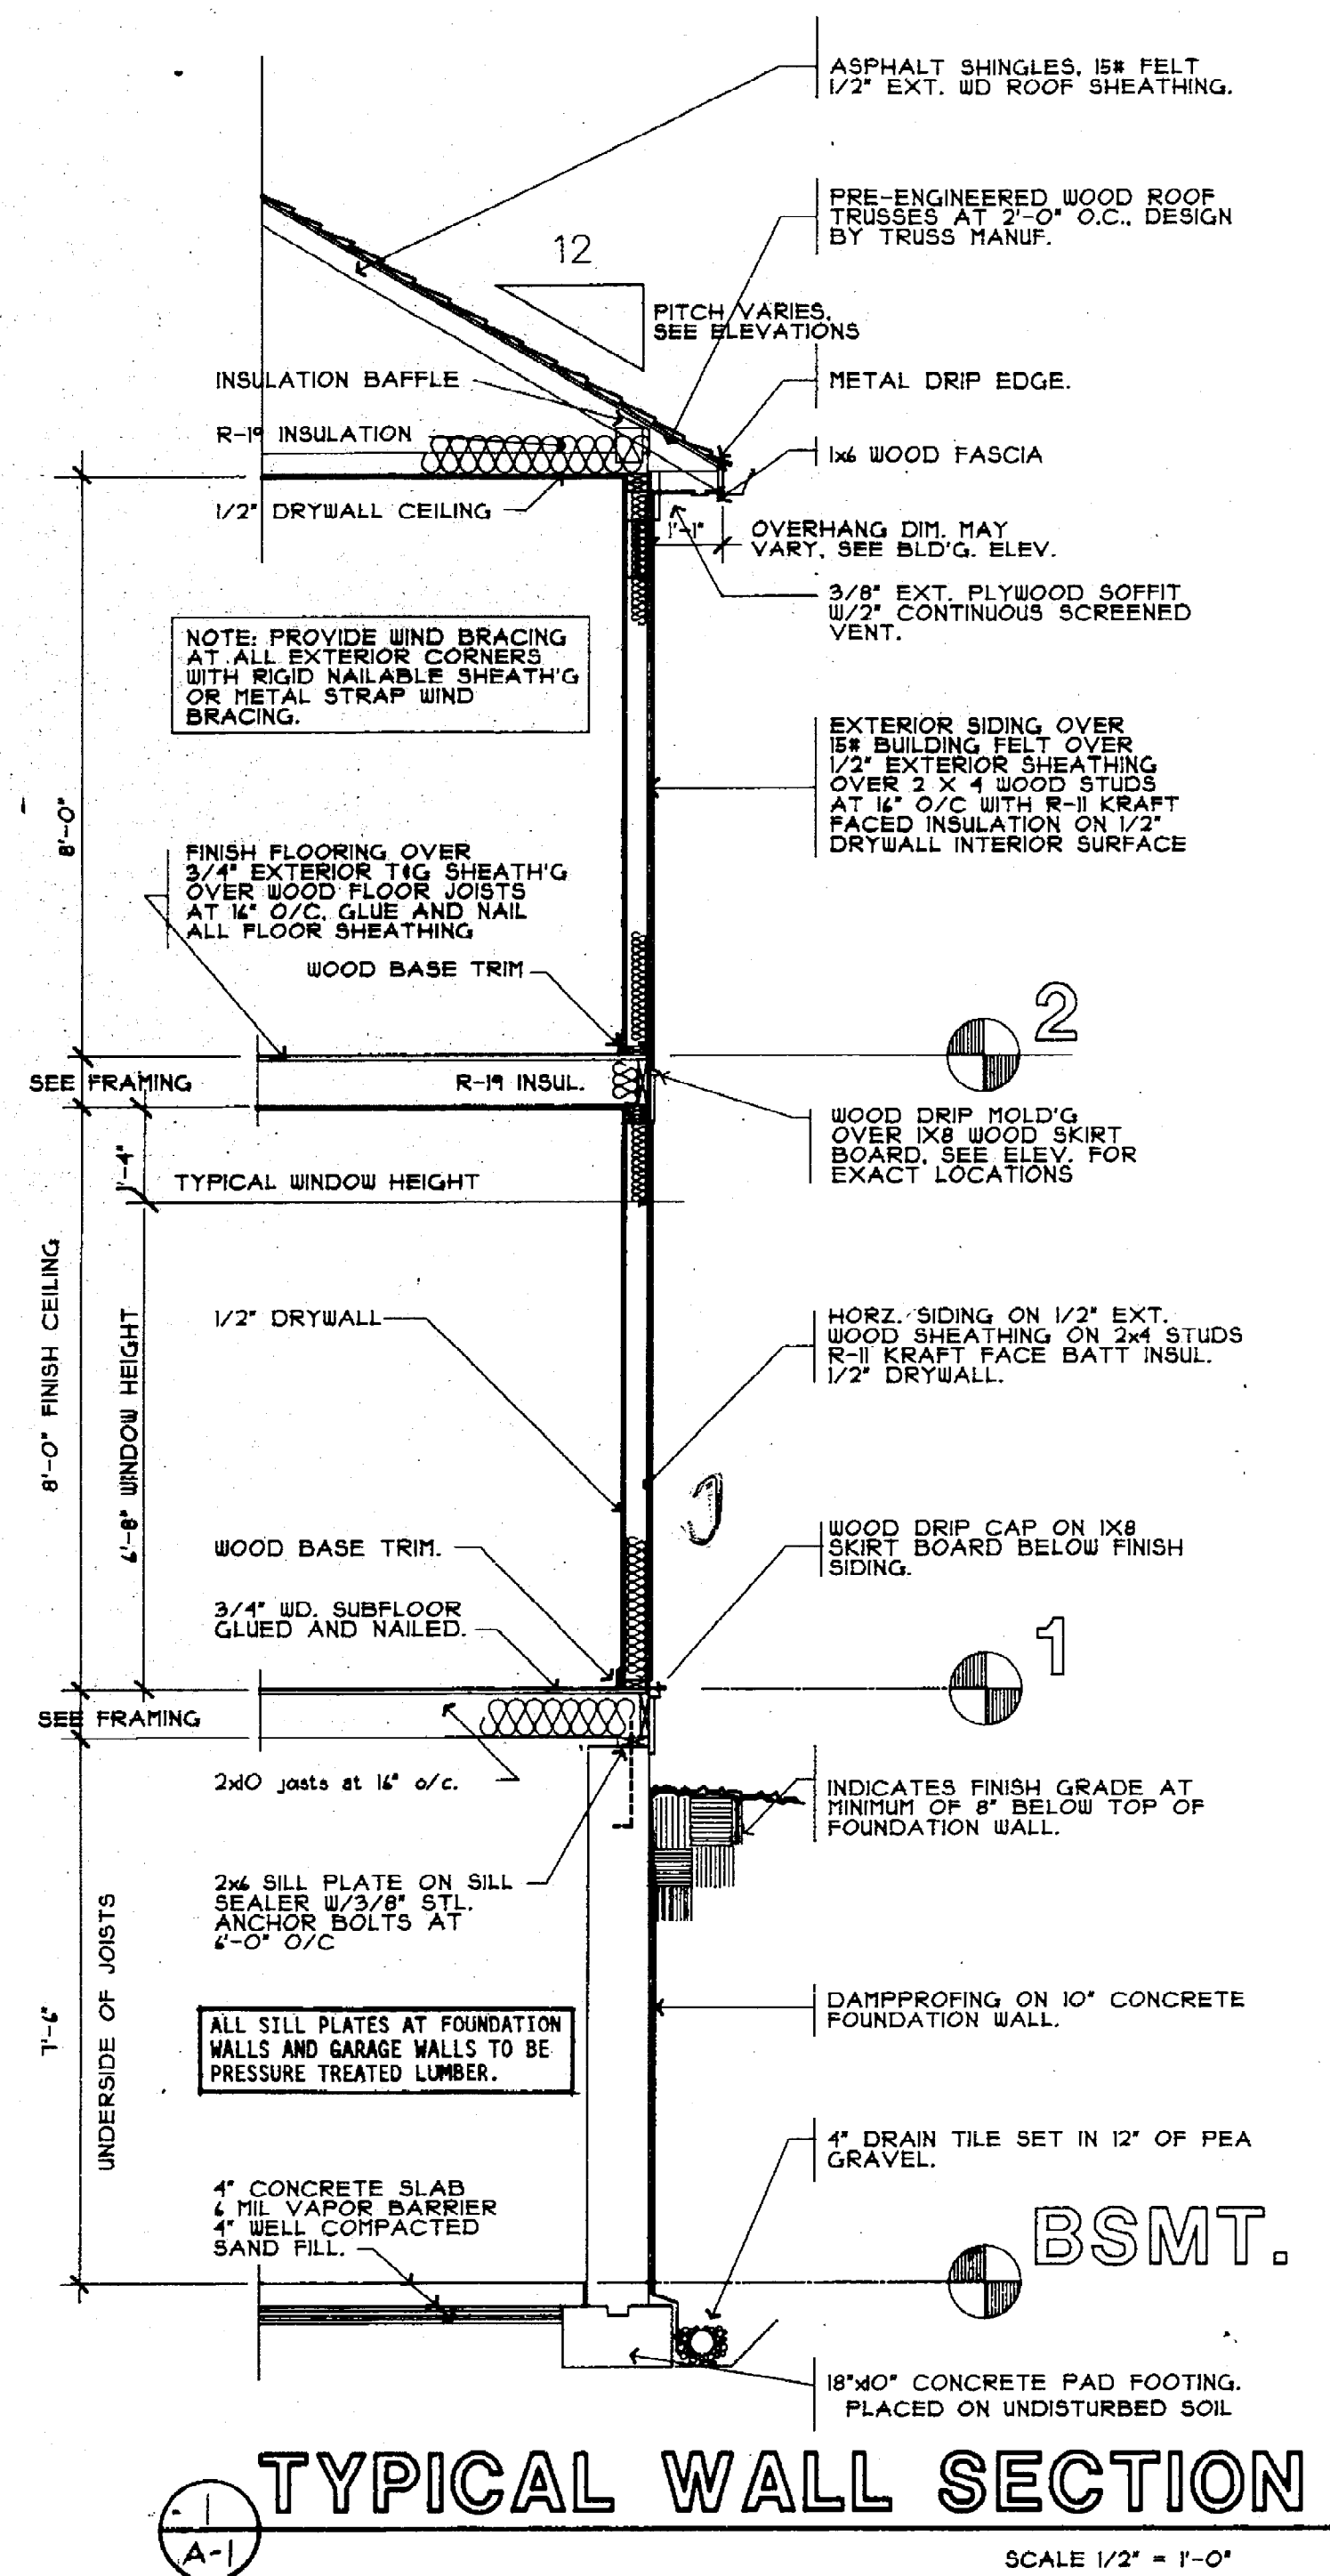 ASPHALT SHINGLES, 15# FELT
1/2" EXT. WD ROOF SHEATHING.
PRE-ENGINEERED WOOD ROOF
TRUSSES AT 2'-0" O.C., DESIGN
BY TRUSS MANUF.
12
PITCH VARIES,
SEE ELEVATIONS
INSULATION BAFFLE
METAL DRIP EDGE.
R-19 INSULATION
1x6 WOOD FASCIA
1/2" DRYWALL CEILING
1'-1"
OVERHANG DIM. MAY
VARY, SEE BLD'G. ELEV.
3/8" EXT. PLYWOOD SOFFIT
W/2" CONTINUOUS SCREENED
VENT.
NOTE: PROVIDE WIND BRACING
AT ALL EXTERIOR CORNERS
WITH RIGID NAILABLE SHEATH'G
OR METAL STRAP WIND
BRACING.
EXTERIOR SIDING OVER
15# BUILDING FELT OVER
1/2" EXTERIOR SHEATHING
OVER 2 X 4 WOOD STUDS
AT 16" O/C WITH R-11 KRAFT
FACED INSULATION ON 1/2"
DRYWALL INTERIOR SURFACE
8'-0"
FINISH FLOORING OVER
3/4" EXTERIOR T&G SHEATH'G
OVER WOOD FLOOR JOISTS
AT 16" O/C. GLUE AND NAIL
ALL FLOOR SHEATHING
WOOD BASE TRIM
2
SEE FRAMING
R-19 INSUL.
WOOD DRIP MOLD'G
OVER 1X8 WOOD SKIRT
BOARD, SEE ELEV. FOR
EXACT LOCATIONS
1'-4"
TYPICAL WINDOW HEIGHT
8'-0" FINISH CEILING
6'-8" WINDOW HEIGHT
1/2" DRYWALL
HORZ. SIDING ON 1/2" EXT.
WOOD SHEATHING ON 2x4 STUDS
R-11 KRAFT FACE BATT INSUL.
1/2" DRYWALL.
WOOD BASE TRIM.
WOOD DRIP CAP ON 1X8
SKIRT BOARD BELOW FINISH
SIDING.
3/4" WD. SUBFLOOR
GLUED AND NAILED.
1
SEE FRAMING
2x10 josts at 16" o/c.
INDICATES FINISH GRADE AT
MINIMUM OF 8" BELOW TOP OF
FOUNDATION WALL.
2x6 SILL PLATE ON SILL
SEALER W/3/8" STL.
ANCHOR BOLTS AT
6'-0" O/C
7'-6"
UNDERSIDE OF JOISTS
DAMPPROFING ON 10" CONCRETE
FOUNDATION WALL.
ALL SILL PLATES AT FOUNDATION
WALLS AND GARAGE WALLS TO BE
PRESSURE TREATED LUMBER.
4" DRAIN TILE SET IN 12" OF PEA
GRAVEL.
4" CONCRETE SLAB
6 MIL VAPOR BARRIER
4" WELL COMPACTED
SAND FILL.
BSMT.
18"x10" CONCRETE PAD FOOTING.
PLACED ON UNDISTURBED SOIL
TYPICAL WALL SECTION
1
A-1
SCALE 1/2" = 1'-0"